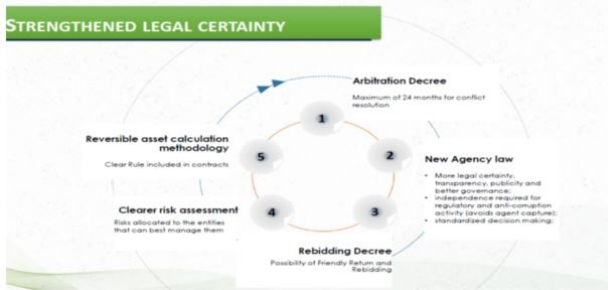 STRENGTHENED LEGAL CERTAINTY
Arbitration Decree
Maximum of 24 months for conflict
resolution
1
Reversible asset calculation
methodology
Clear Rule included in contracts
5
2
New Agency law
• More legal certainty,
transparency, publicity and
better governance;
• independence required for
regulatory and anti-corruption
activity (avoids agent capture);
• standardized decision making;
Clearer risk assessment
Risks allocated to the entities
that can best manage them
4
3
Rebidding Decree
Possibility of Friendly Return and
Rebidding